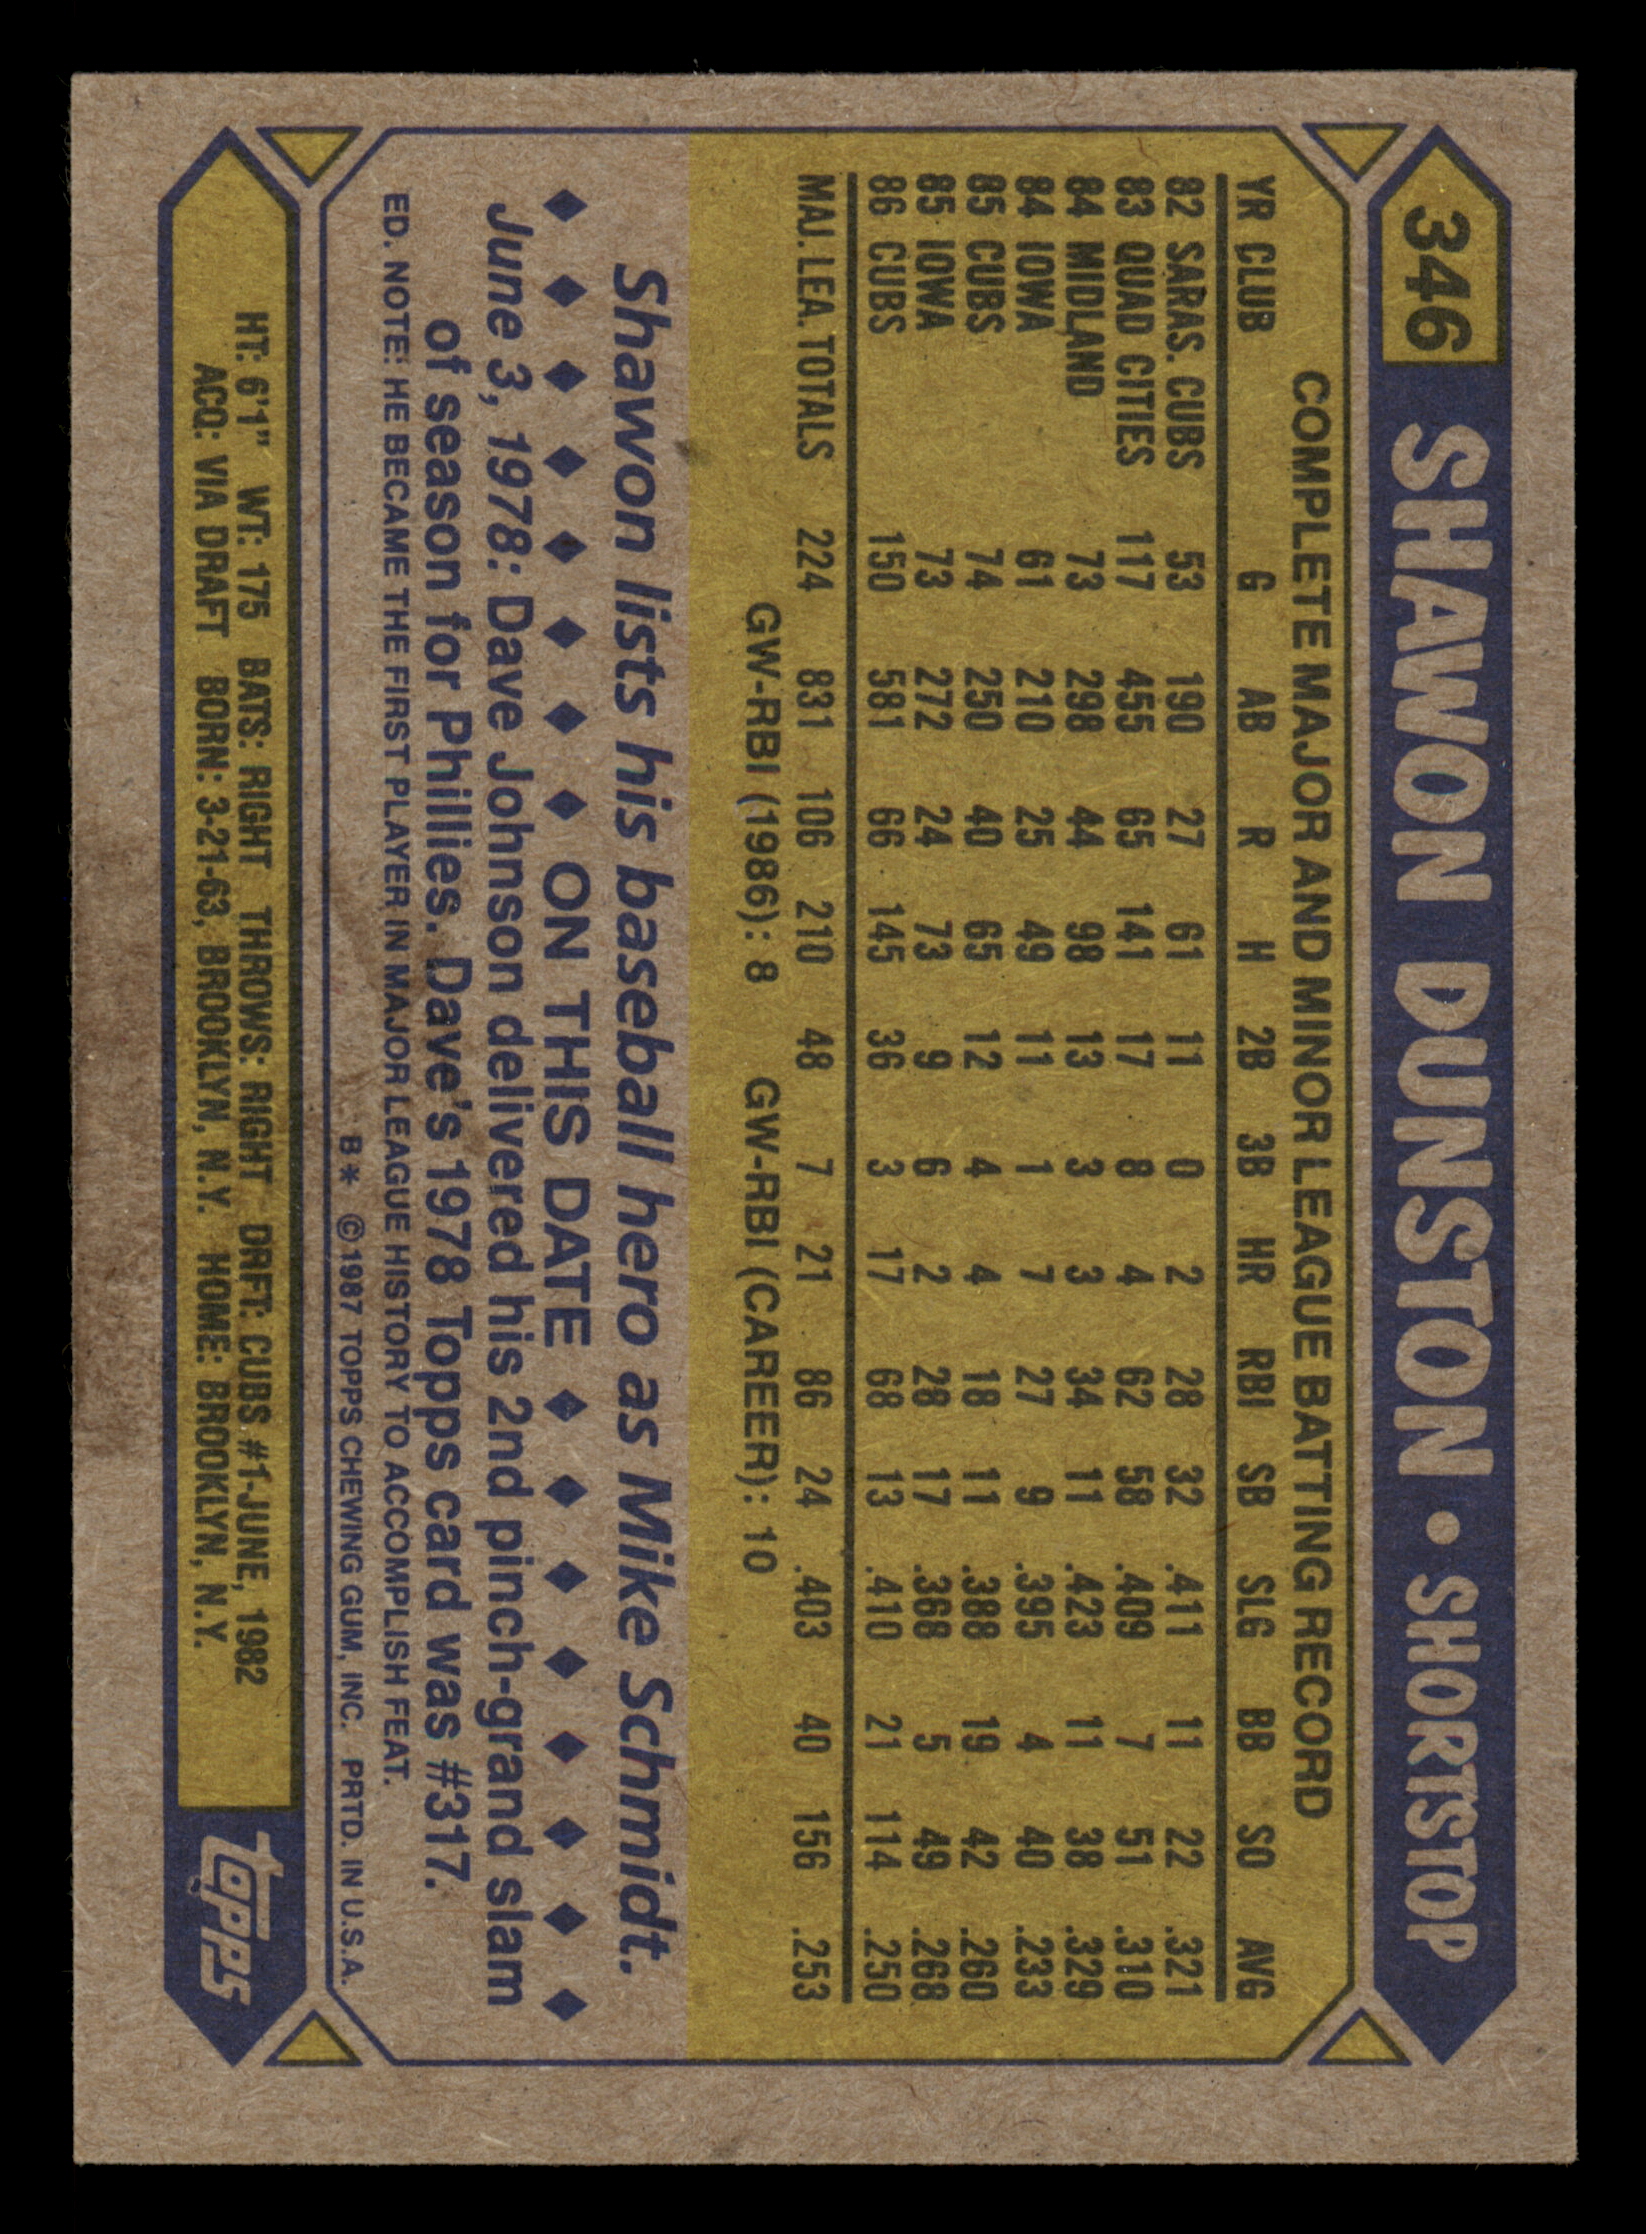 346 SHAWON DUNSTON • SHORTSTOP
COMPLETE MAJOR AND MINOR LEAGUE BATTING RECORD
YR CLUB G AB R H 2B 3B HR RBI SB SLG BB SO AVG
82 SARAS. CUBS 53 190 27 61 11 0 2 28 32 .411 11 22 .321
83 QUAD CITIES 117 455 65 141 17 8 4 62 58 .409 7 51 .310
84 MIDLAND 73 298 44 98 13 3 3 34 11 .423 11 38 .329
84 IOWA 61 210 25 49 11 1 7 27 9 .395 4 40 .233
85 CUBS 74 250 40 65 12 4 4 18 11 .388 19 42 .260
85 IOWA 73 272 24 73 9 6 2 28 17 .368 5 49 .268
86 CUBS 150 581 66 145 36 3 17 68 13 .410 21 114 .250
MAJ. LEA. TOTALS 224 831 106 210 48 7 21 86 24 .403 40 156 .253
GW-RBI (1986): 8 GW-RBI (CAREER): 10
Shawon lists his baseball hero as Mike Schmidt.
◆ ◆ ◆ ◆ ◆ ◆ ◆ ◆ ON THIS DATE ◆ ◆ ◆ ◆ ◆ ◆ ◆ ◆
June 3, 1978: Dave Johnson delivered his 2nd pinch-grand slam
of season for Phillies. Dave's 1978 Topps card was #317.
ED. NOTE: HE BECAME THE FIRST PLAYER IN MAJOR LEAGUE HISTORY TO ACCOMPLISH FEAT.
B* ©1987 TOPPS CHEWING GUM, INC. PRTD. IN U.S.A.
HT: 6'1" WT: 175 BATS: RIGHT THROWS: RIGHT DRFT: CUBS #1-JUNE, 1982
ACQ: VIA DRAFT BORN: 3-21-63, BROOKLYN, N.Y. HOME: BROOKLYN, N.Y.
topps